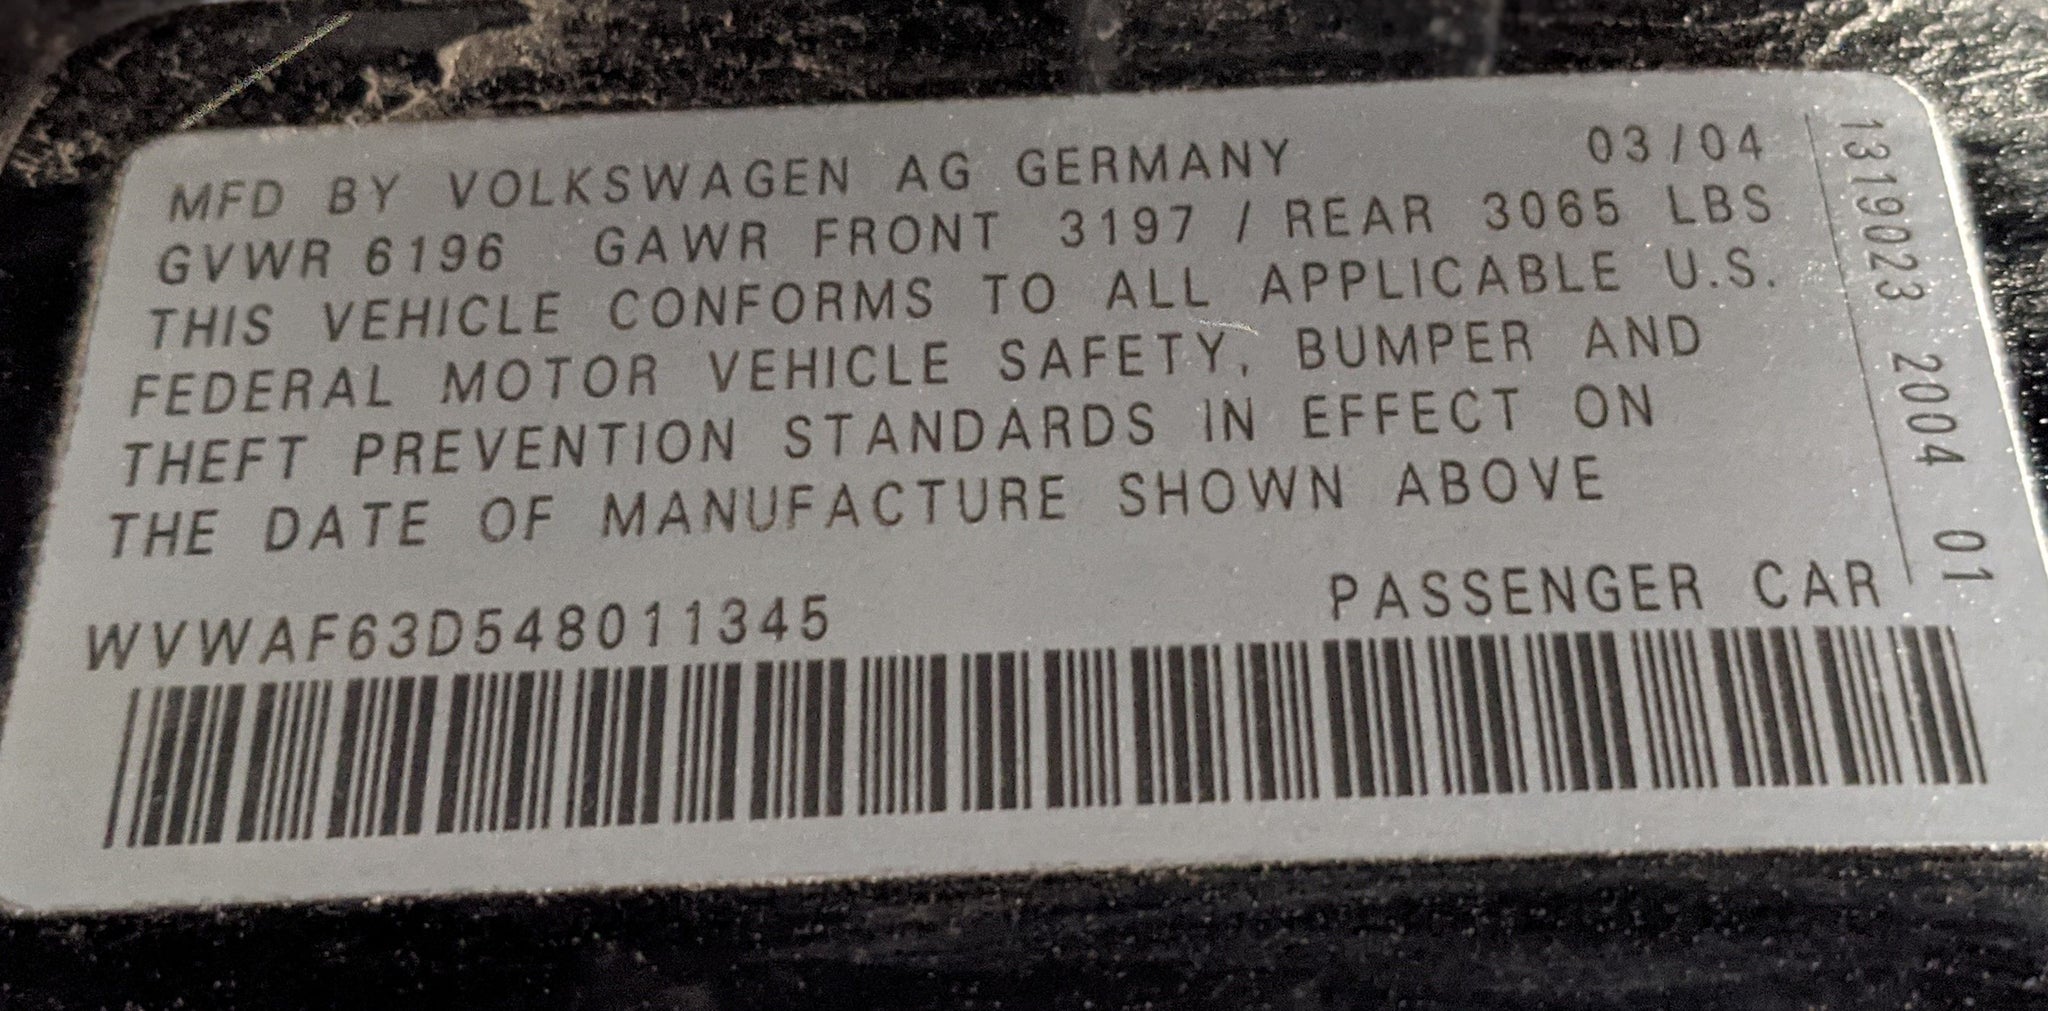 MFD BY VOLKSWAGEN AG GERMANY 03/04
GVWR 6196 GAWR FRONT 3197 / REAR 3065 LBS
THIS VEHICLE CONFORMS TO ALL APPLICABLE U.S.
FEDERAL MOTOR VEHICLE SAFETY, BUMPER AND
THEFT PREVENTION STANDARDS IN EFFECT ON
THE DATE OF MANUFACTURE SHOWN ABOVE
WVWAF63D548011345 PASSENGER CAR
1319023 2004 01